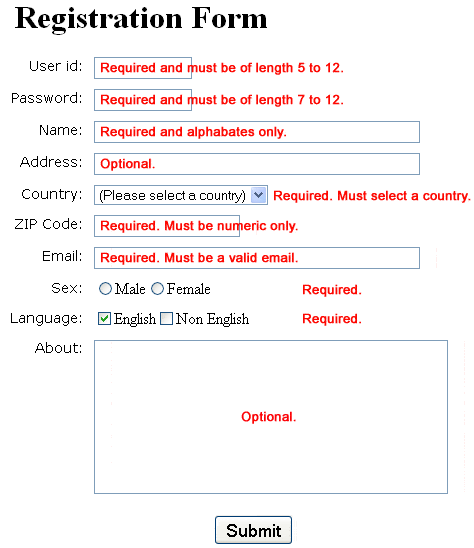 Registration Form
User id: Required and must be of length 5 to 12.
Password: Required and must be of length 7 to 12.
Name: Required and alphabates only.
Address: Optional.
Country: (Please select a country) Required. Must select a country.
ZIP Code: Required. Must be numeric only.
Email: Required. Must be a valid email.
Sex: Male Female Required.
Language: English Non English Required.
About:
Optional.
Submit